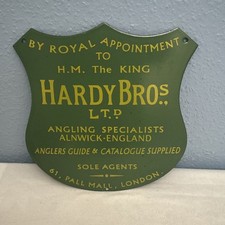 BY ROYAL APPOINTMENT
TO
H.M. The KING
HARDY BROS.,
LTD
ANGLING SPECIALISTS
ALNWICK-ENGLAND
ANGLERS GUIDE & CATALOGUE SUPPLIED
SOLE AGENTS
61, PALL MALL, LONDON.